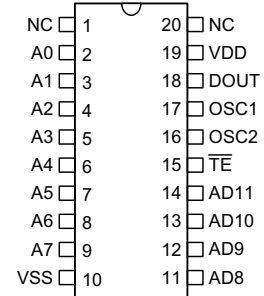 NC 1 20 NC
A0 2 19 VDD
A1 3 18 DOUT
A2 4 17 OSC1
A3 5 16 OSC2
A4 6 15 T̅E̅
A5 7 14 AD11
A6 8 13 AD10
A7 9 12 AD9
VSS 10 11 AD8